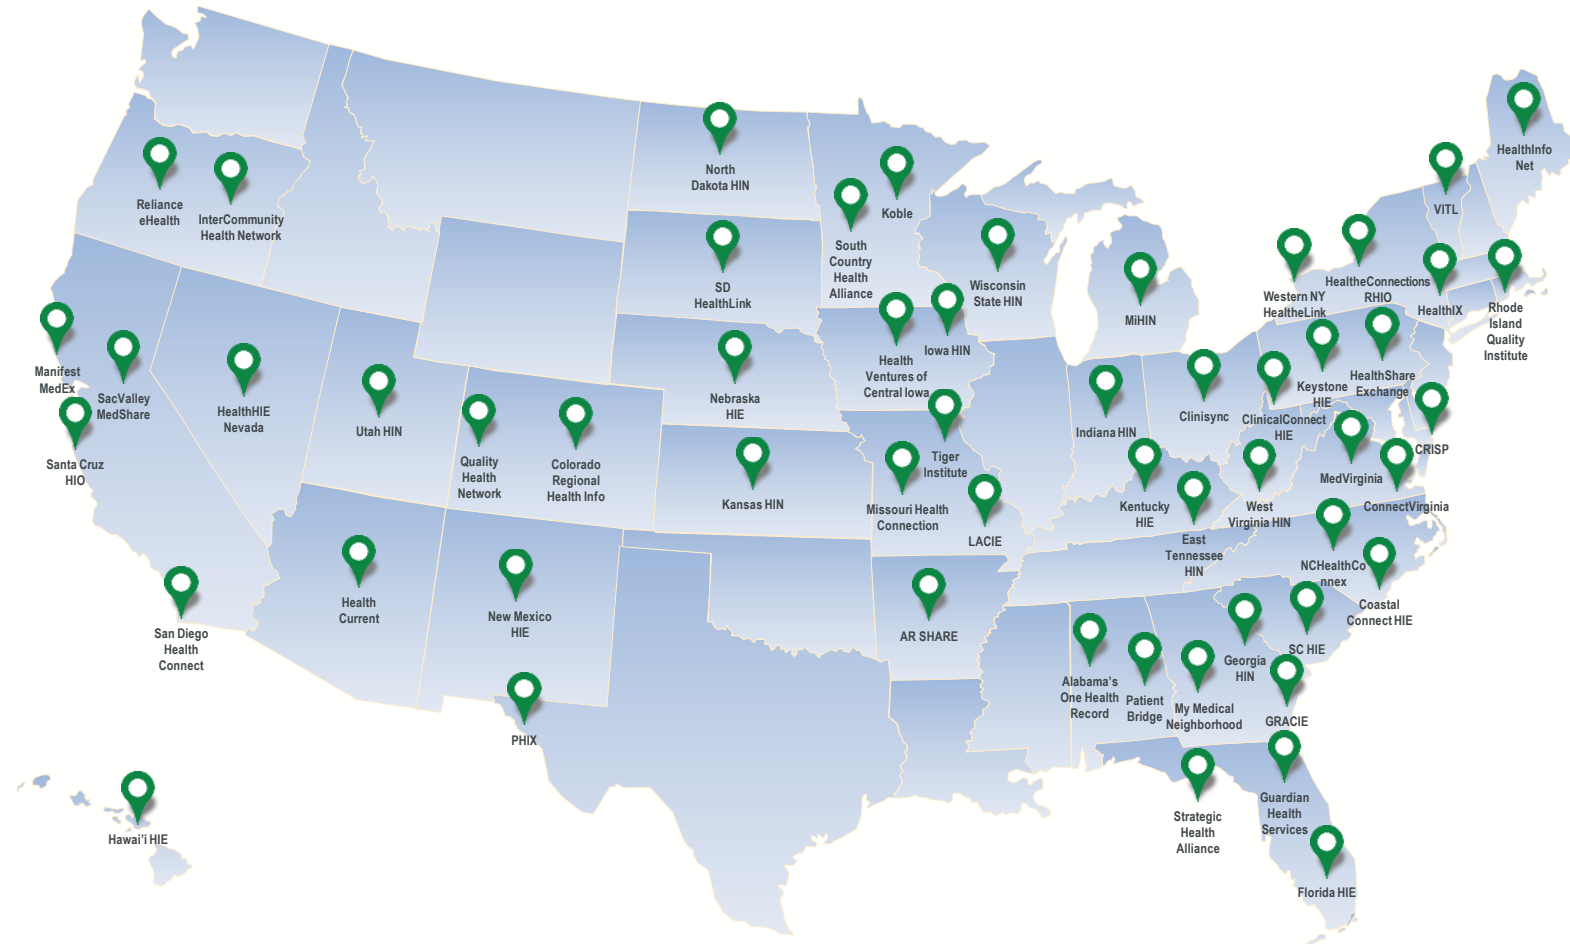 HealthInfo
Net
North
Dakota HIN
Reliance
eHealth
InterCommunity
Health Network
Koble
VITL
South
Country
Health
Alliance
SD
HealthLink
Wisconsin
State HIN
MiHIN
Western NY
HealtheLink
HealtheConnections
RHIO
HealthIX
Rhode
Island
Quality
Institute
Manifest
MedEx
SacValley
MedShare
HealthHIE
Nevada
Utah HIN
Nebraska
HIE
Health
Ventures of
Central Iowa
Iowa HIN
Keystone
HIE
HealthShare
Exchange
Santa Cruz
HIO
Quality
Health
Network
Colorado
Regional
Health Info
Kansas HIN
Missouri Health
Connection
Tiger
Institute
LACIE
Indiana HIN
Clinisync
ClinicalConnect
HIE
CRISP
MedVirginia
ConnectVirginia
Kentucky
HIE
East
Tennessee
HIN
West
Virginia HIN
NCHealthCo
nnex
Coastal
Connect HIE
San Diego
Health
Connect
Health
Current
New Mexico
HIE
AR SHARE
PHIX
Alabama's
One Health
Record
Patient
Bridge
My Medical
Neighborhood
Georgia
HIN
SC HIE
GRACIE
Hawai'i HIE
Strategic
Health
Alliance
Guardian
Health
Services
Florida HIE